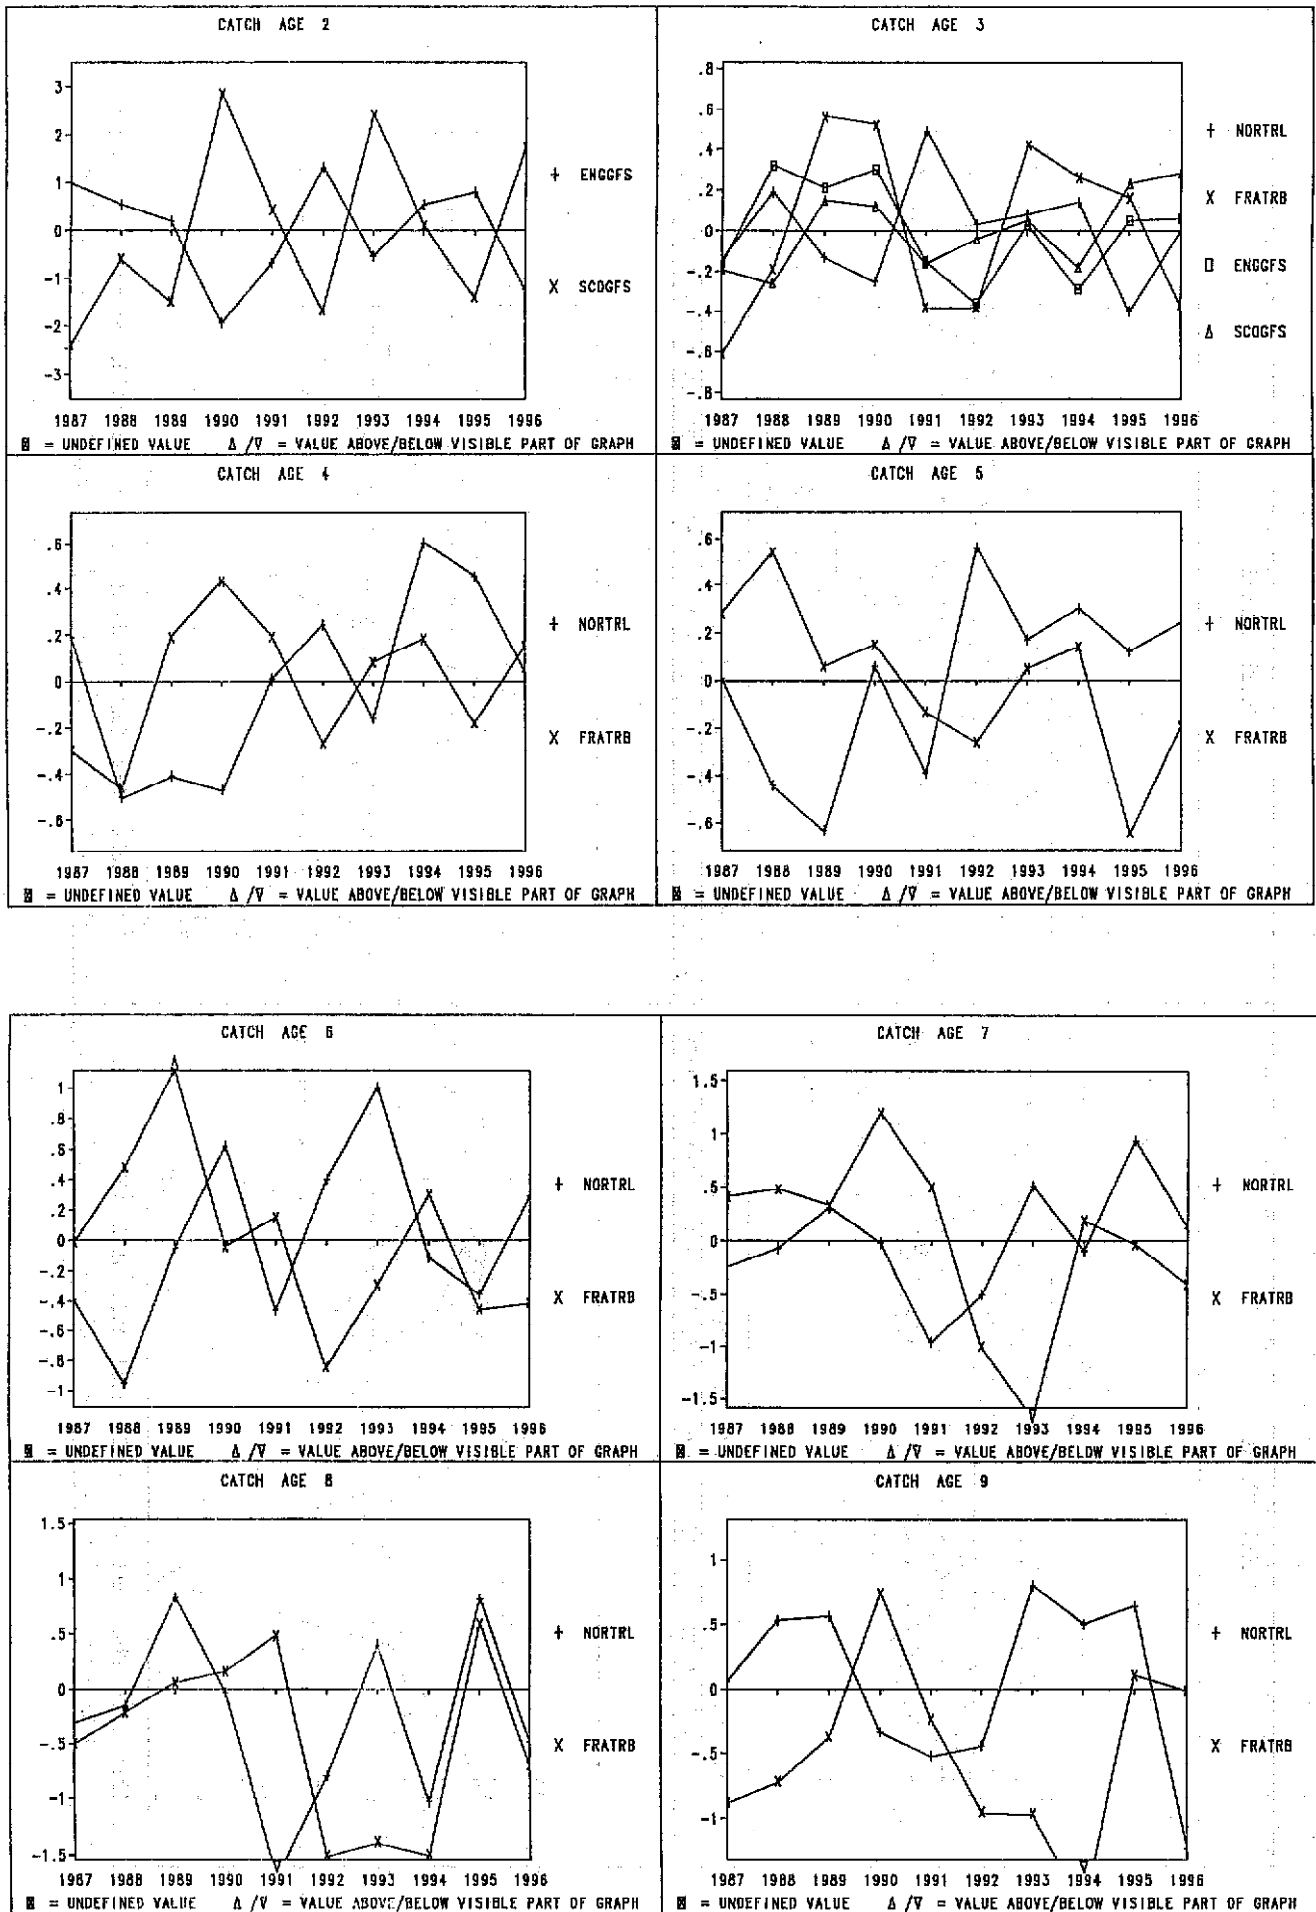 CATCH AGE 2
3
2
1
0
-1
-2
-3
+ ENGGFS
X SCOGFS
1987 1988 1989 1990 1991 1992 1993 1994 1995 1996
= UNDEFINED VALUE Δ/∇ = VALUE ABOVE/BELOW VISIBLE PART OF GRAPH
CATCH AGE 3
.8
.6
.4
.2
0
-.2
-.4
-.6
-.8
+ NORTRL
X FRATRB
□ ENGGFS
Δ SCOGFS
1987 1988 1989 1990 1991 1992 1993 1994 1995 1996
= UNDEFINED VALUE Δ/∇ = VALUE ABOVE/BELOW VISIBLE PART OF GRAPH
CATCH AGE 4
.6
.4
.2
0
-.2
-.4
-.6
+ NORTRL
X FRATRB
1987 1988 1989 1990 1991 1992 1993 1994 1995 1996
= UNDEFINED VALUE Δ/∇ = VALUE ABOVE/BELOW VISIBLE PART OF GRAPH
CATCH AGE 5
.6
.4
.2
0
-.2
-.4
-.6
+ NORTRL
X FRATRB
1987 1988 1989 1990 1991 1992 1993 1994 1995 1996
= UNDEFINED VALUE Δ/∇ = VALUE ABOVE/BELOW VISIBLE PART OF GRAPH
CATCH AGE 6
1
.8
.6
.4
.2
0
-.2
-.4
-.6
-.8
-1
+ NORTRL
X FRATRB
1987 1988 1989 1990 1991 1992 1993 1994 1995 1996
= UNDEFINED VALUE Δ/∇ = VALUE ABOVE/BELOW VISIBLE PART OF GRAPH
CATCH AGE 7
1.5
1
.5
0
-.5
-1
-1.5
+ NORTRL
X FRATRB
1987 1988 1989 1990 1991 1992 1993 1994 1995 1996
= UNDEFINED VALUE Δ/∇ = VALUE ABOVE/BELOW VISIBLE PART OF GRAPH
CATCH AGE 8
1.5
1
.5
0
-.5
-1
-1.5
+ NORTRL
X FRATRB
1987 1988 1989 1990 1991 1992 1993 1994 1995 1996
= UNDEFINED VALUE Δ/∇ = VALUE ABOVE/BELOW VISIBLE PART OF GRAPH
CATCH AGE 9
1
.5
0
-.5
-1
+ NORTRL
X FRATRB
1987 1988 1989 1990 1991 1992 1993 1994 1995 1996
= UNDEFINED VALUE Δ/∇ = VALUE ABOVE/BELOW VISIBLE PART OF GRAPH